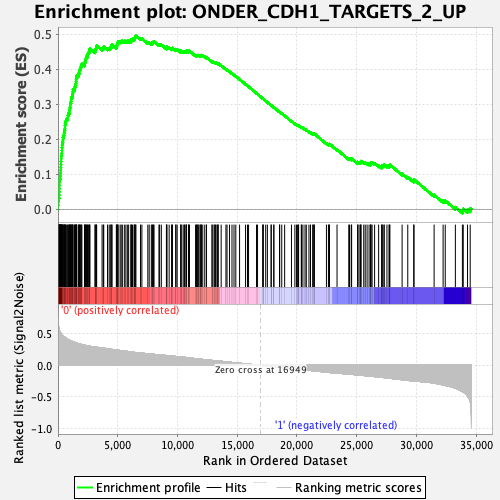 Enrichment plot: ONDER_CDH1_TARGETS_2_UP
Enrichment score (ES)
0.5
0.4
0.3
0.2
0.1
0.0
Ranked list metric (Signal2Noise)
'0' (positively correlated)
0.5
0.0
-0.5
-1.0
Zero cross at 16949
'1' (negatively correlated)
0 5,000 10,000 15,000 20,000 25,000 30,000 35,000
Rank in Ordered Dataset
Enrichment profile Hits Ranking metric scores